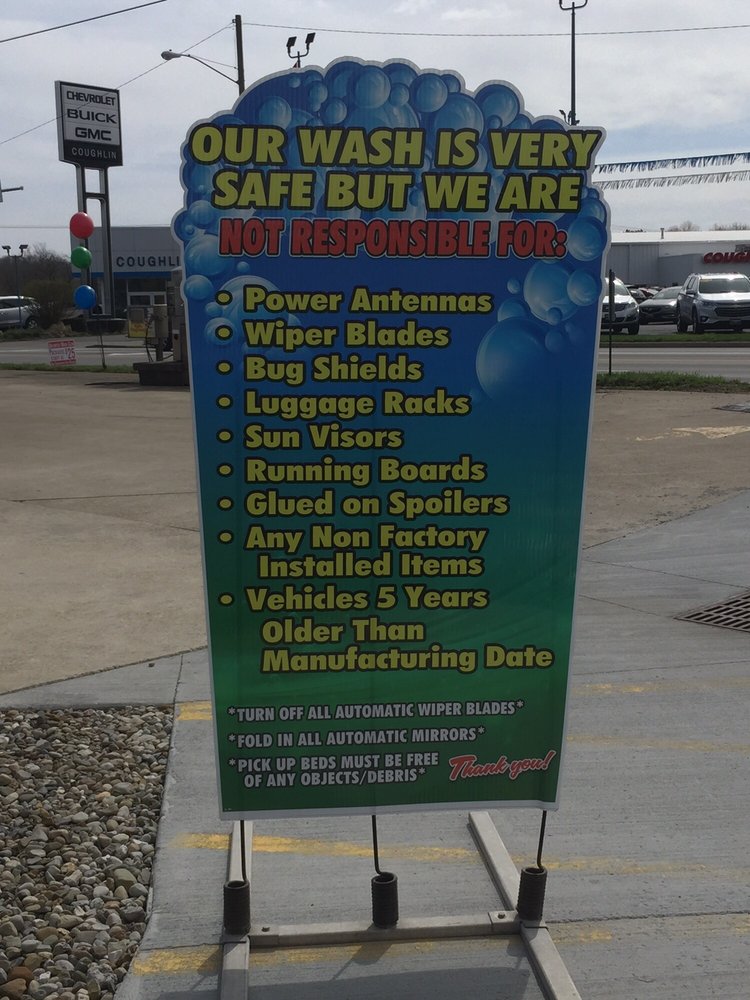 CHEVROLET
BUICK
GMC
COUGHLIN
OUR WASH IS VERY
SAFE BUT WE ARE
NOT RESPONSIBLE FOR:
COUGHLI
COUGH
• Power Antennas
• Wiper Blades
• Bug Shields
• Luggage Racks
• Sun Visors
• Running Boards
• Glued on Spoilers
• Any Non Factory
Installed Items
• Vehicles 5 Years
Older Than
Manufacturing Date
*TURN OFF ALL AUTOMATIC WIPER BLADES*
*FOLD IN ALL AUTOMATIC MIRRORS*
*PICK UP BEDS MUST BE FREE
OF ANY OBJECTS/DEBRIS*
Thank you!
$25